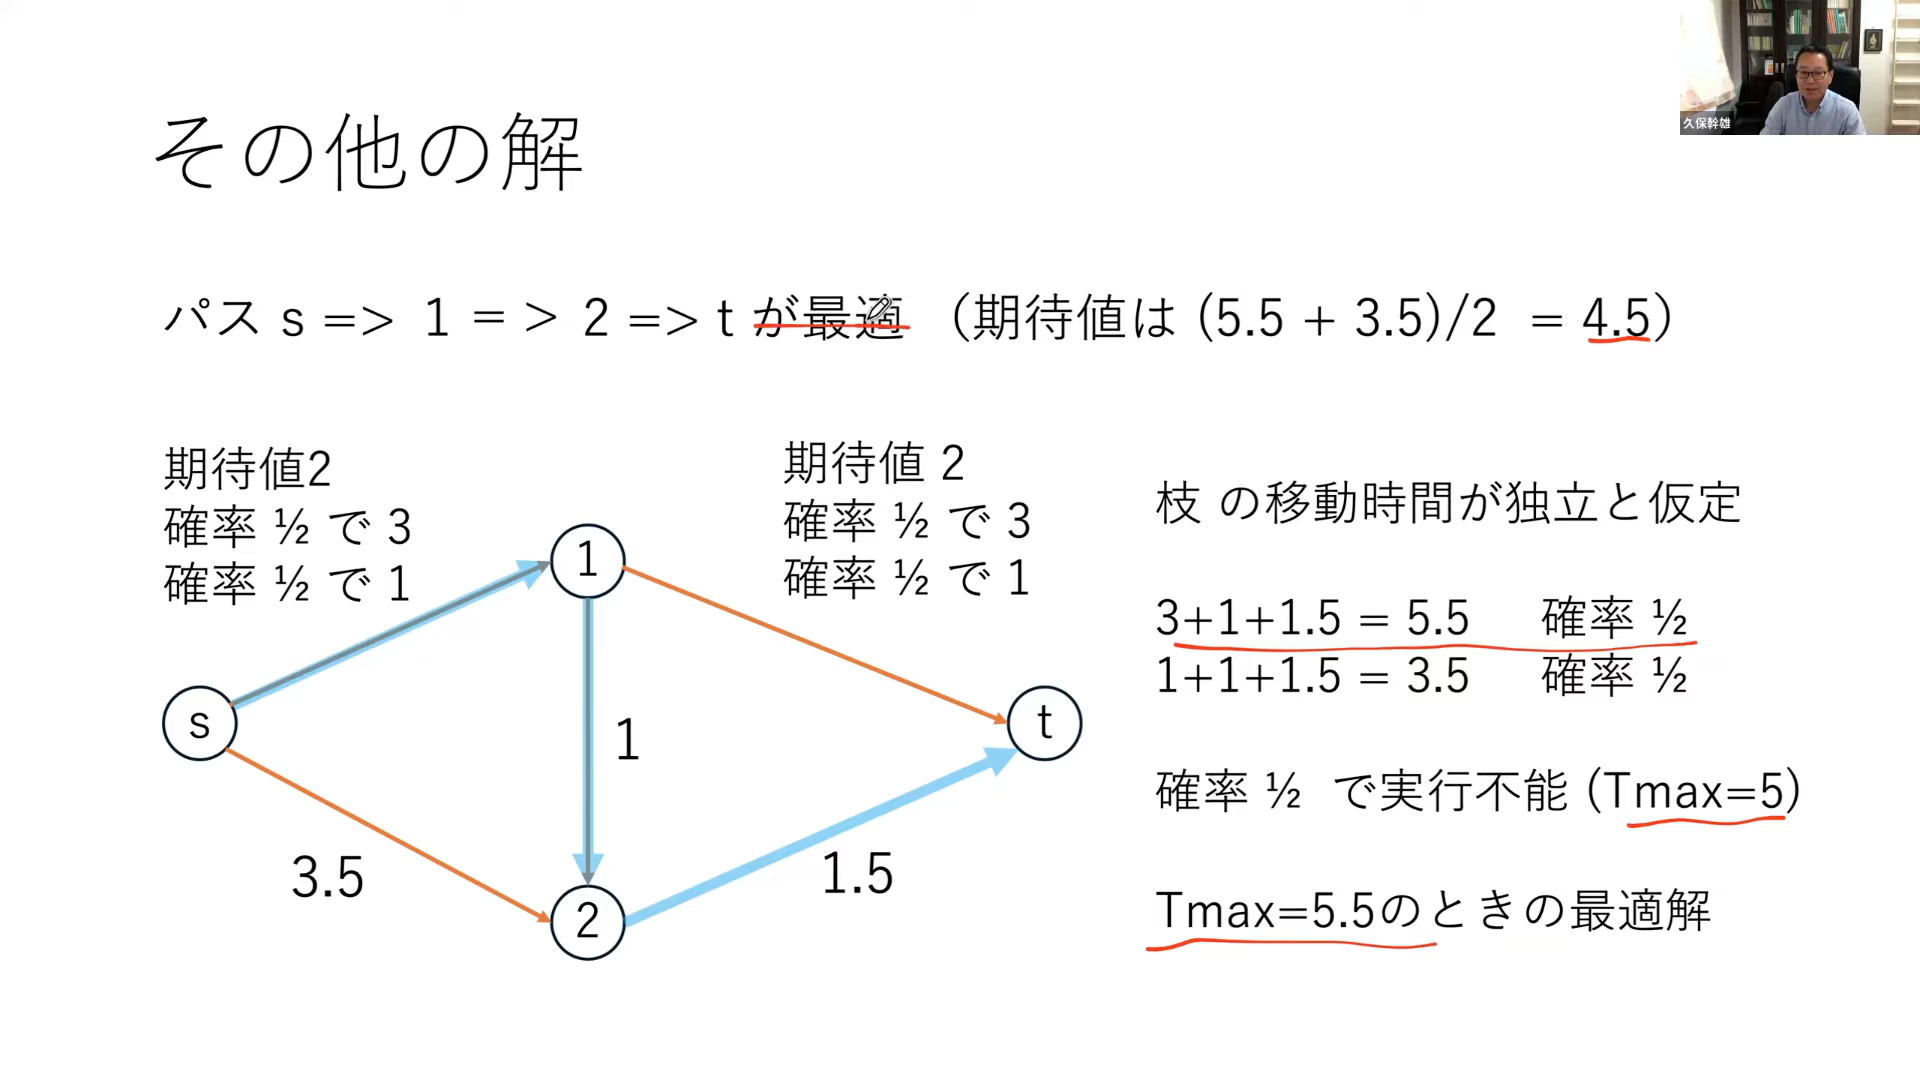 久保幹雄
その他の解
パス s => 1 = > 2 => t が最適 （期待値は (5.5 + 3.5)/2 = 4.5）
期待値2
確率 ½ で 3
確率 ½ で 1
期待値 2
確率 ½ で 3
確率 ½ で 1
枝 の移動時間が独立と仮定
3+1+1.5 = 5.5 確率 ½
1+1+1.5 = 3.5 確率 ½
確率 ½ で実行不能 (Tmax=5)
Tmax=5.5のときの最適解
1
s
t
1
2
3.5
1.5